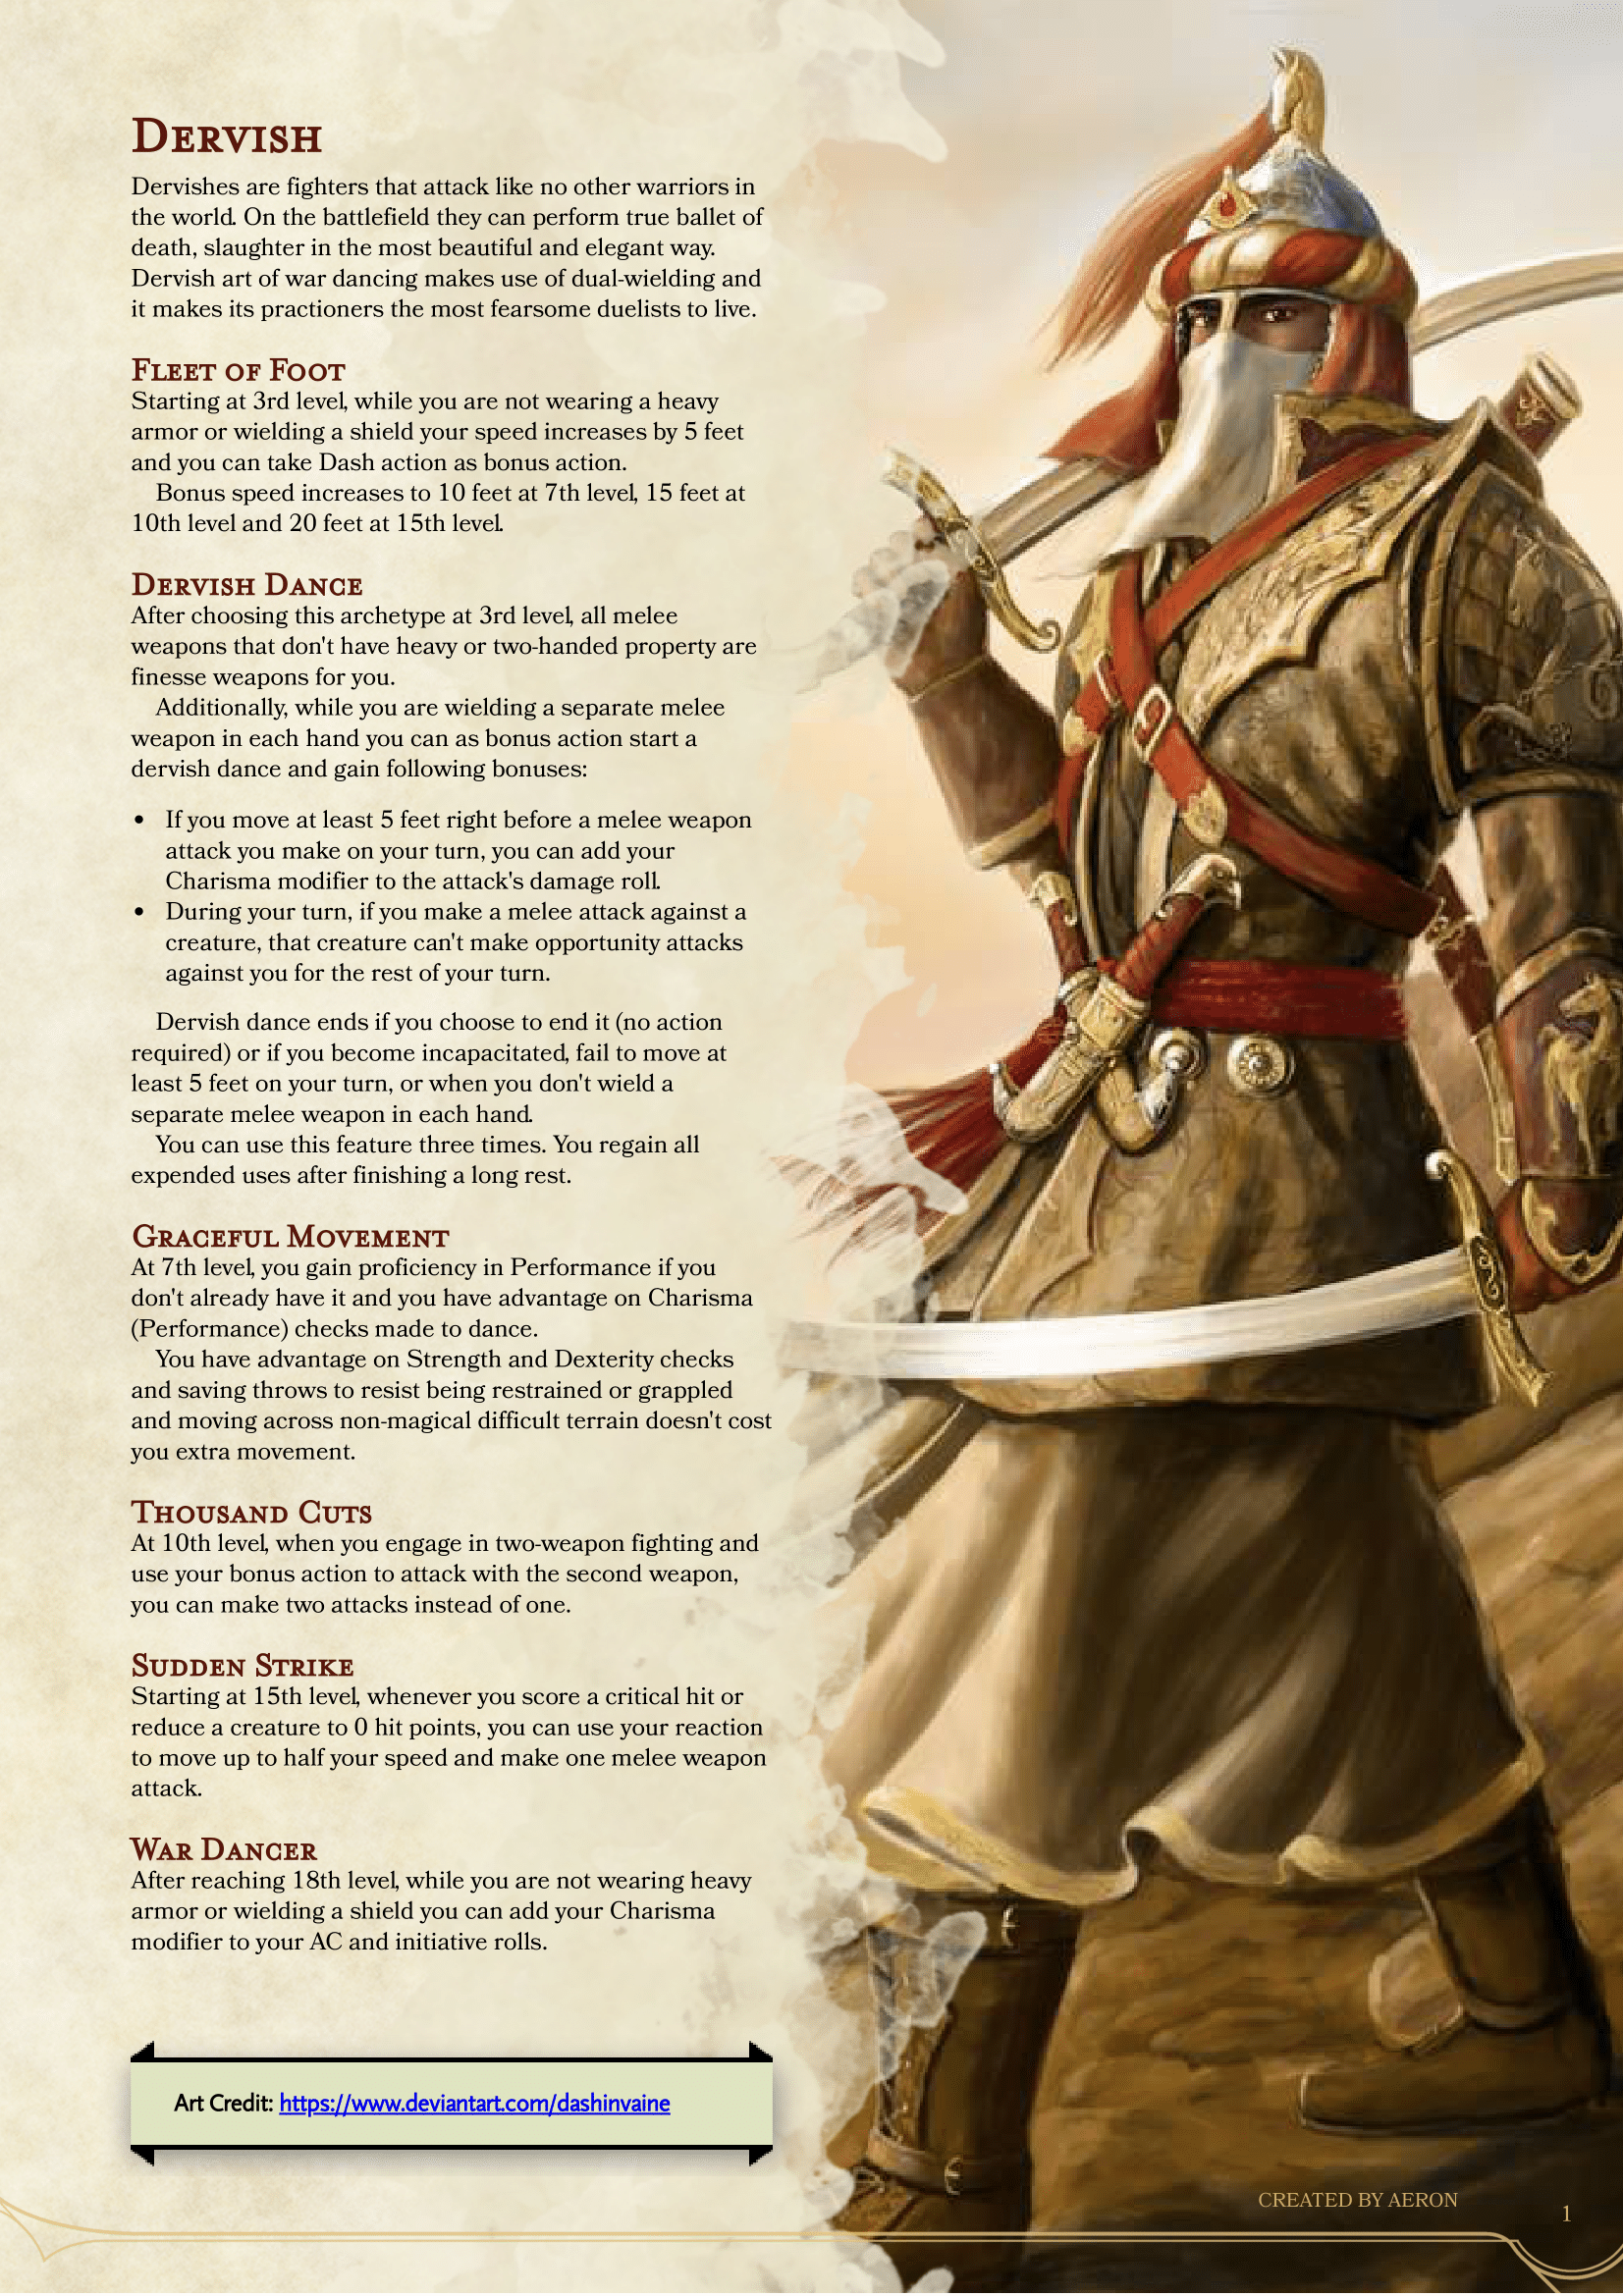 Dervish
Dervishes are fighters that attack like no other warriors in
the world. On the battlefield they can perform true ballet of
death, slaughter in the most beautiful and elegant way.
Dervish art of war dancing makes use of dual-wielding and
it makes its practioners the most fearsome duelists to live.
Fleet of Foot
Starting at 3rd level, while you are not wearing a heavy
armor or wielding a shield your speed increases by 5 feet
and you can take Dash action as bonus action.
Bonus speed increases to 10 feet at 7th level, 15 feet at
10th level and 20 feet at 15th level.
Dervish Dance
After choosing this archetype at 3rd level, all melee
weapons that don't have heavy or two-handed property are
finesse weapons for you.
Additionally, while you are wielding a separate melee
weapon in each hand you can as bonus action start a
dervish dance and gain following bonuses:
• If you move at least 5 feet right before a melee weapon
attack you make on your turn, you can add your
Charisma modifier to the attack's damage roll.
• During your turn, if you make a melee attack against a
creature, that creature can't make opportunity attacks
against you for the rest of your turn.
Dervish dance ends if you choose to end it (no action
required) or if you become incapacitated, fail to move at
least 5 feet on your turn, or when you don't wield a
separate melee weapon in each hand.
You can use this feature three times. You regain all
expended uses after finishing a long rest.
Graceful Movement
At 7th level, you gain proficiency in Performance if you
don't already have it and you have advantage on Charisma
(Performance) checks made to dance.
You have advantage on Strength and Dexterity checks
and saving throws to resist being restrained or grappled
and moving across non-magical difficult terrain doesn't cost
you extra movement.
Thousand Cuts
At 10th level, when you engage in two-weapon fighting and
use your bonus action to attack with the second weapon,
you can make two attacks instead of one.
Sudden Strike
Starting at 15th level, whenever you score a critical hit or
reduce a creature to 0 hit points, you can use your reaction
to move up to half your speed and make one melee weapon
attack.
War Dancer
After reaching 18th level, while you are not wearing heavy
armor or wielding a shield you can add your Charisma
modifier to your AC and initiative rolls.
Art Credit: https://www.deviantart.com/dashinvaine
CREATED BY AERON
1